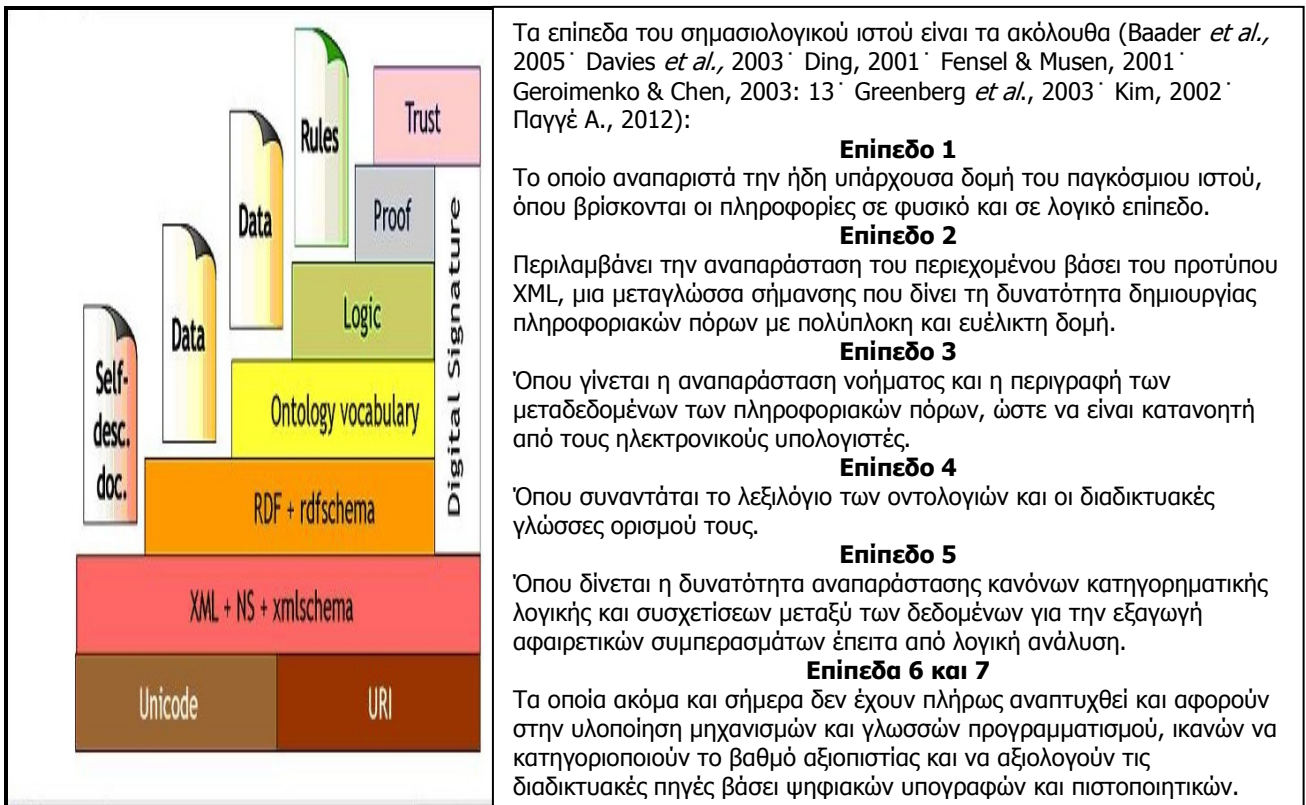 Trust
Rules
Proof
Data
Logic
Data
Ontology vocabulary
Self-
desc.
doc.
RDF + rdfschema
Digital Signature
XML + NS + xmlschema
Unicode
URI
Τα επίπεδα του σημασιολογικού ιστού είναι τα ακόλουθα (Baader et al.,
2005˙ Davies et al., 2003˙ Ding, 2001˙ Fensel & Musen, 2001˙
Geroimenko & Chen, 2003: 13˙ Greenberg et al., 2003˙ Kim, 2002˙
Παγγέ Α., 2012):
Επίπεδο 1
Το οποίο αναπαριστά την ήδη υπάρχουσα δομή του παγκόσμιου ιστού,
όπου βρίσκονται οι πληροφορίες σε φυσικό και σε λογικό επίπεδο.
Επίπεδο 2
Περιλαμβάνει την αναπαράσταση του περιεχομένου βάσει του προτύπου
XML, μια μεταγλώσσα σήμανσης που δίνει τη δυνατότητα δημιουργίας
πληροφοριακών πόρων με πολύπλοκη και ευέλικτη δομή.
Επίπεδο 3
Όπου γίνεται η αναπαράσταση νοήματος και η περιγραφή των
μεταδεδομένων των πληροφοριακών πόρων, ώστε να είναι κατανοητή
από τους ηλεκτρονικούς υπολογιστές.
Επίπεδο 4
Όπου συναντάται το λεξιλόγιο των οντολογιών και οι διαδικτυακές
γλώσσες ορισμού τους.
Επίπεδο 5
Όπου δίνεται η δυνατότητα αναπαράστασης κανόνων κατηγορηματικής
λογικής και συσχετίσεων μεταξύ των δεδομένων για την εξαγωγή
αφαιρετικών συμπερασμάτων έπειτα από λογική ανάλυση.
Επίπεδα 6 και 7
Τα οποία ακόμα και σήμερα δεν έχουν πλήρως αναπτυχθεί και αφορούν
στην υλοποίηση μηχανισμών και γλωσσών προγραμματισμού, ικανών να
κατηγοριοποιούν το βαθμό αξιοπιστίας και να αξιολογούν τις
διαδικτυακές πηγές βάσει ψηφιακών υπογραφών και πιστοποιητικών.